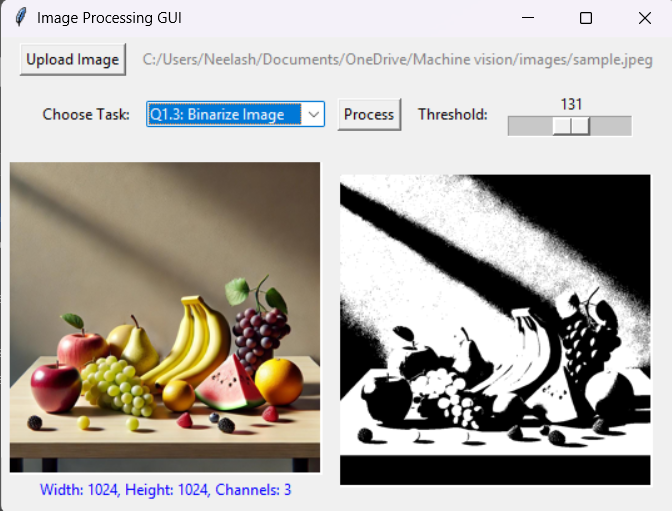 Image Processing GUI
Upload Image C:/Users/Neelash/Documents/OneDrive/Machine vision/images/sample.jpeg
131
Choose Task: Q1.3: Binarize Image Process Threshold:
Width: 1024, Height: 1024, Channels: 3